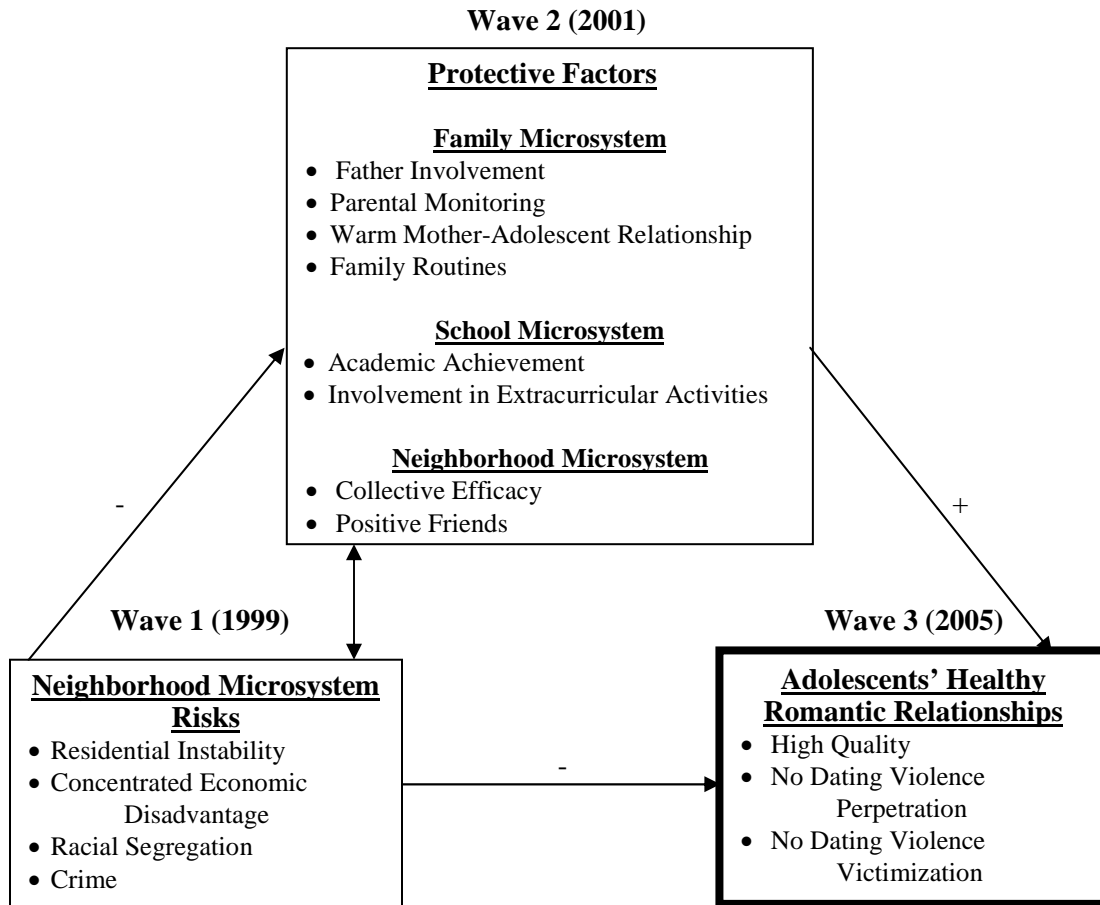 Wave 2 (2001)
Protective Factors
Family Microsystem
• Father Involvement
• Parental Monitoring
• Warm Mother-Adolescent Relationship
• Family Routines
School Microsystem
• Academic Achievement
• Involvement in Extracurricular Activities
Neighborhood Microsystem
• Collective Efficacy
• Positive Friends
-
+
Wave 1 (1999)
Neighborhood Microsystem
Risks
• Residential Instability
• Concentrated Economic
Disadvantage
• Racial Segregation
• Crime
-
Wave 3 (2005)
Adolescents’ Healthy
Romantic Relationships
• High Quality
• No Dating Violence
Perpetration
• No Dating Violence
Victimization